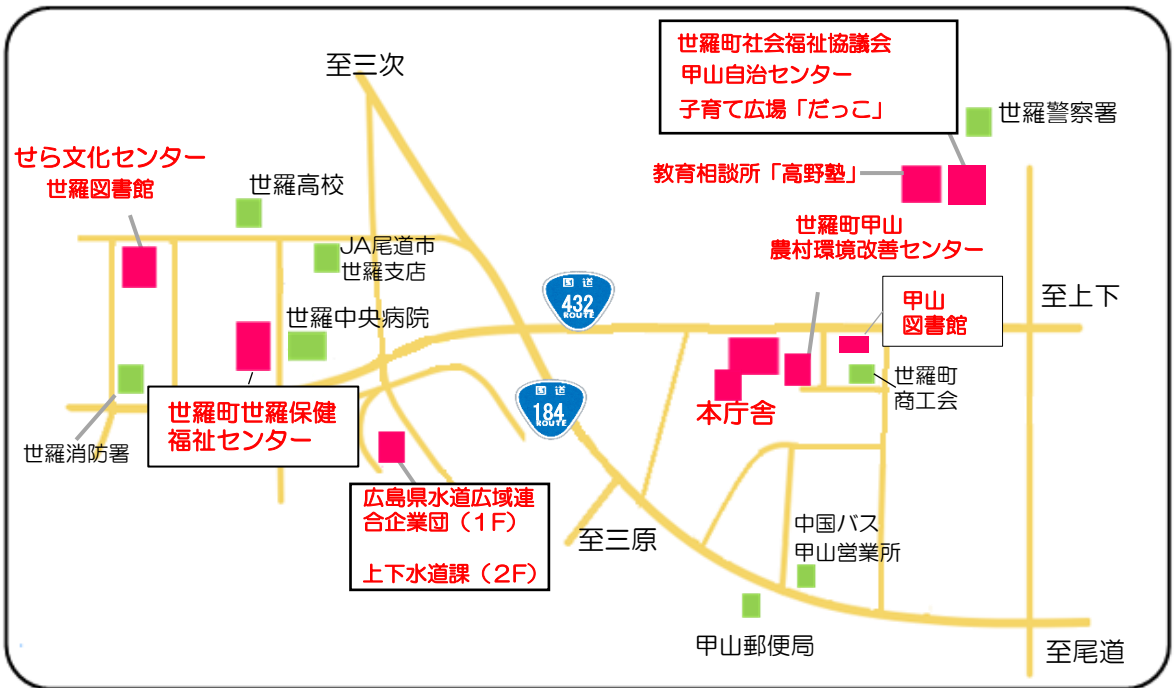 至三次
世羅町社会福祉協議会
甲山自治センター
子育て広場「だっこ」
世羅警察署
せら文化センター
世羅図書館
世羅高校
教育相談所「高野塾」
世羅町甲山
農村環境改善センター
JA尾道市
世羅支店
国道
432
ROUTE
至上下
甲山
図書館
世羅中央病院
世羅町
商工会
国道
184
ROUTE
本庁舎
世羅町世羅保健
福祉センター
世羅消防署
広島県水道広域連
合企業団（1F）
上下水道課（2F）
至三原
中国バス
甲山営業所
甲山郵便局
至尾道